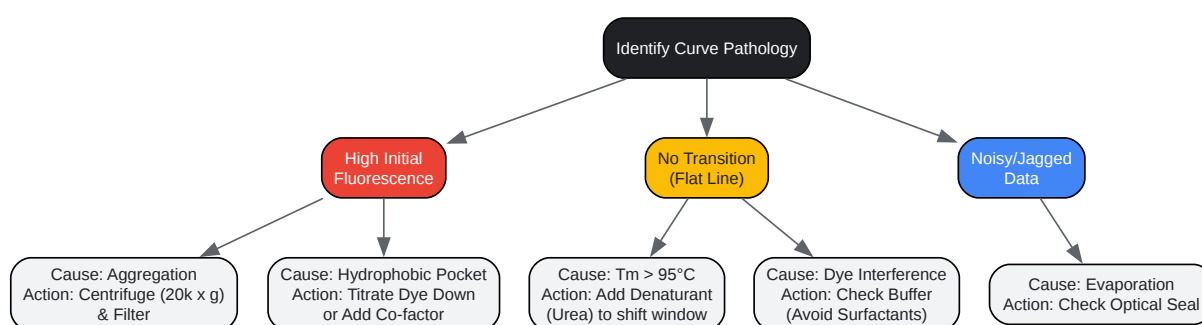 Identify Curve Pathology
High Initial
Fluorescence
No Transition
(Flat Line)
Noisy/Jagged
Data
Cause: Aggregation
Action: Centrifuge (20k x g)
& Filter
Cause: Hydrophobic Pocket
Action: Titrate Dye Down
or Add Co-factor
Cause: Tm > 95°C
Action: Add Denaturant
(Urea) to shift window
Cause: Dye Interference
Action: Check Buffer
(Avoid Surfactants)
Cause: Evaporation
Action: Check Optical Seal